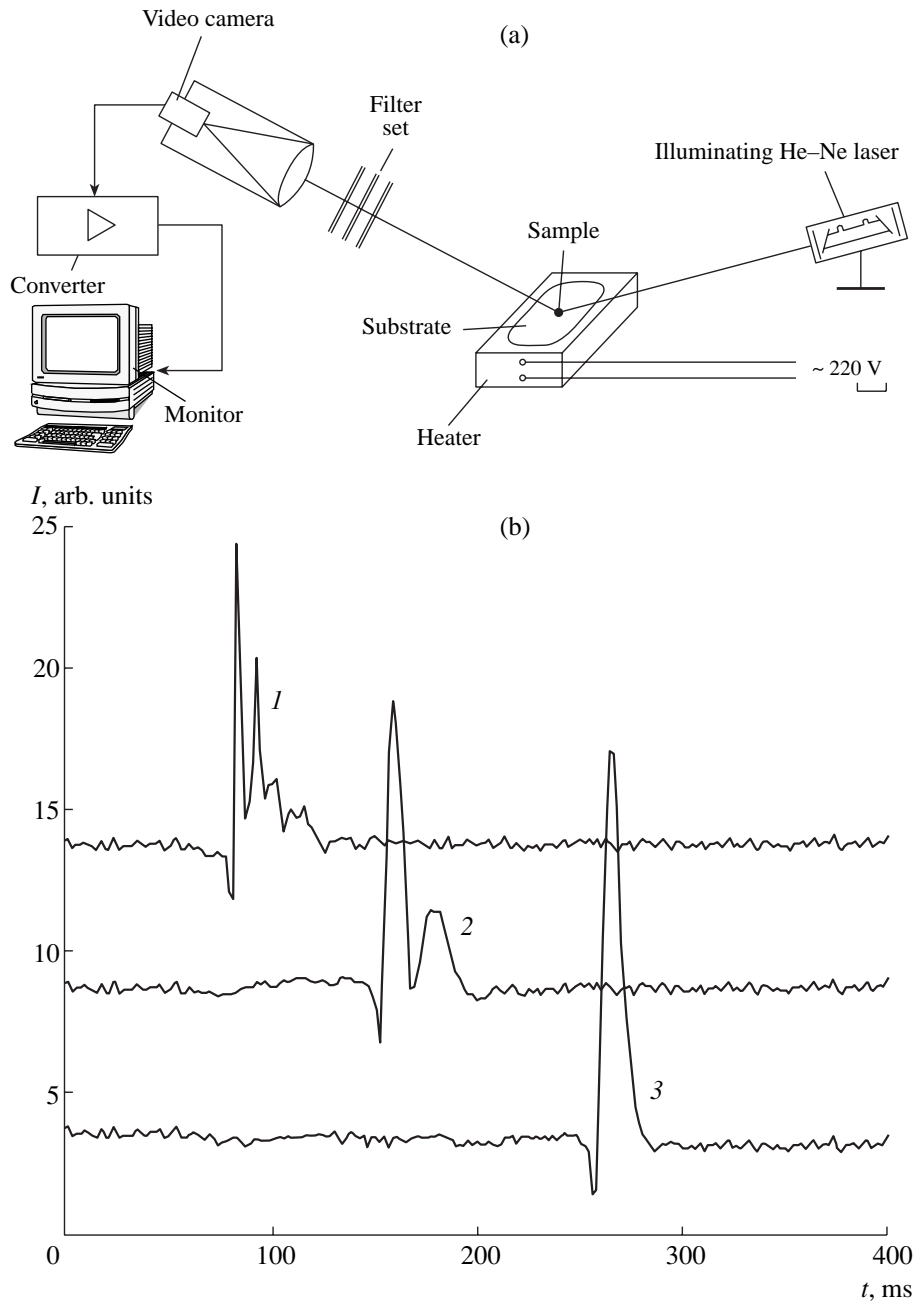 Video camera
(a)
Filter
set
Illuminating He–Ne laser
Sample
Converter
Substrate
~ 220 V
Monitor
Heater
I, arb. units
25
(b)
20
1
15
10
2
5
3
0
100
200
300
400
t, ms